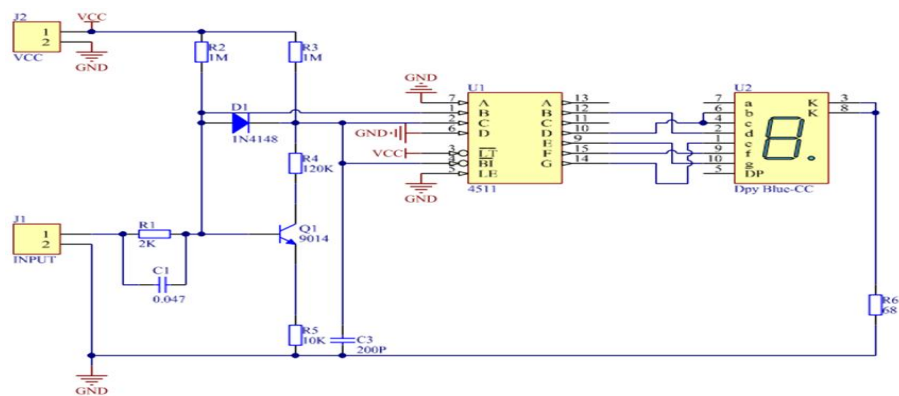 J2
VCC
1
2
VCC
GND
R2
1M
R3
1M
D1
1N4148
R4
120K
GND
GND
VCC
GND
U1
7 A A 13
1 B B 12
2 C C 11
6 D D 10
E 9
3 LT F 15
4 BI G 14
5 LE
4511
U2
7 a K 3
6 b K 8
4 c
2 d
1 e
9 f
10 g
5 DP
Dpy Blue-CC
J1
1
2
INPUT
R1
2K
C1
0.047
Q1
9014
R5
10K
C3
200P
R6
68
GND